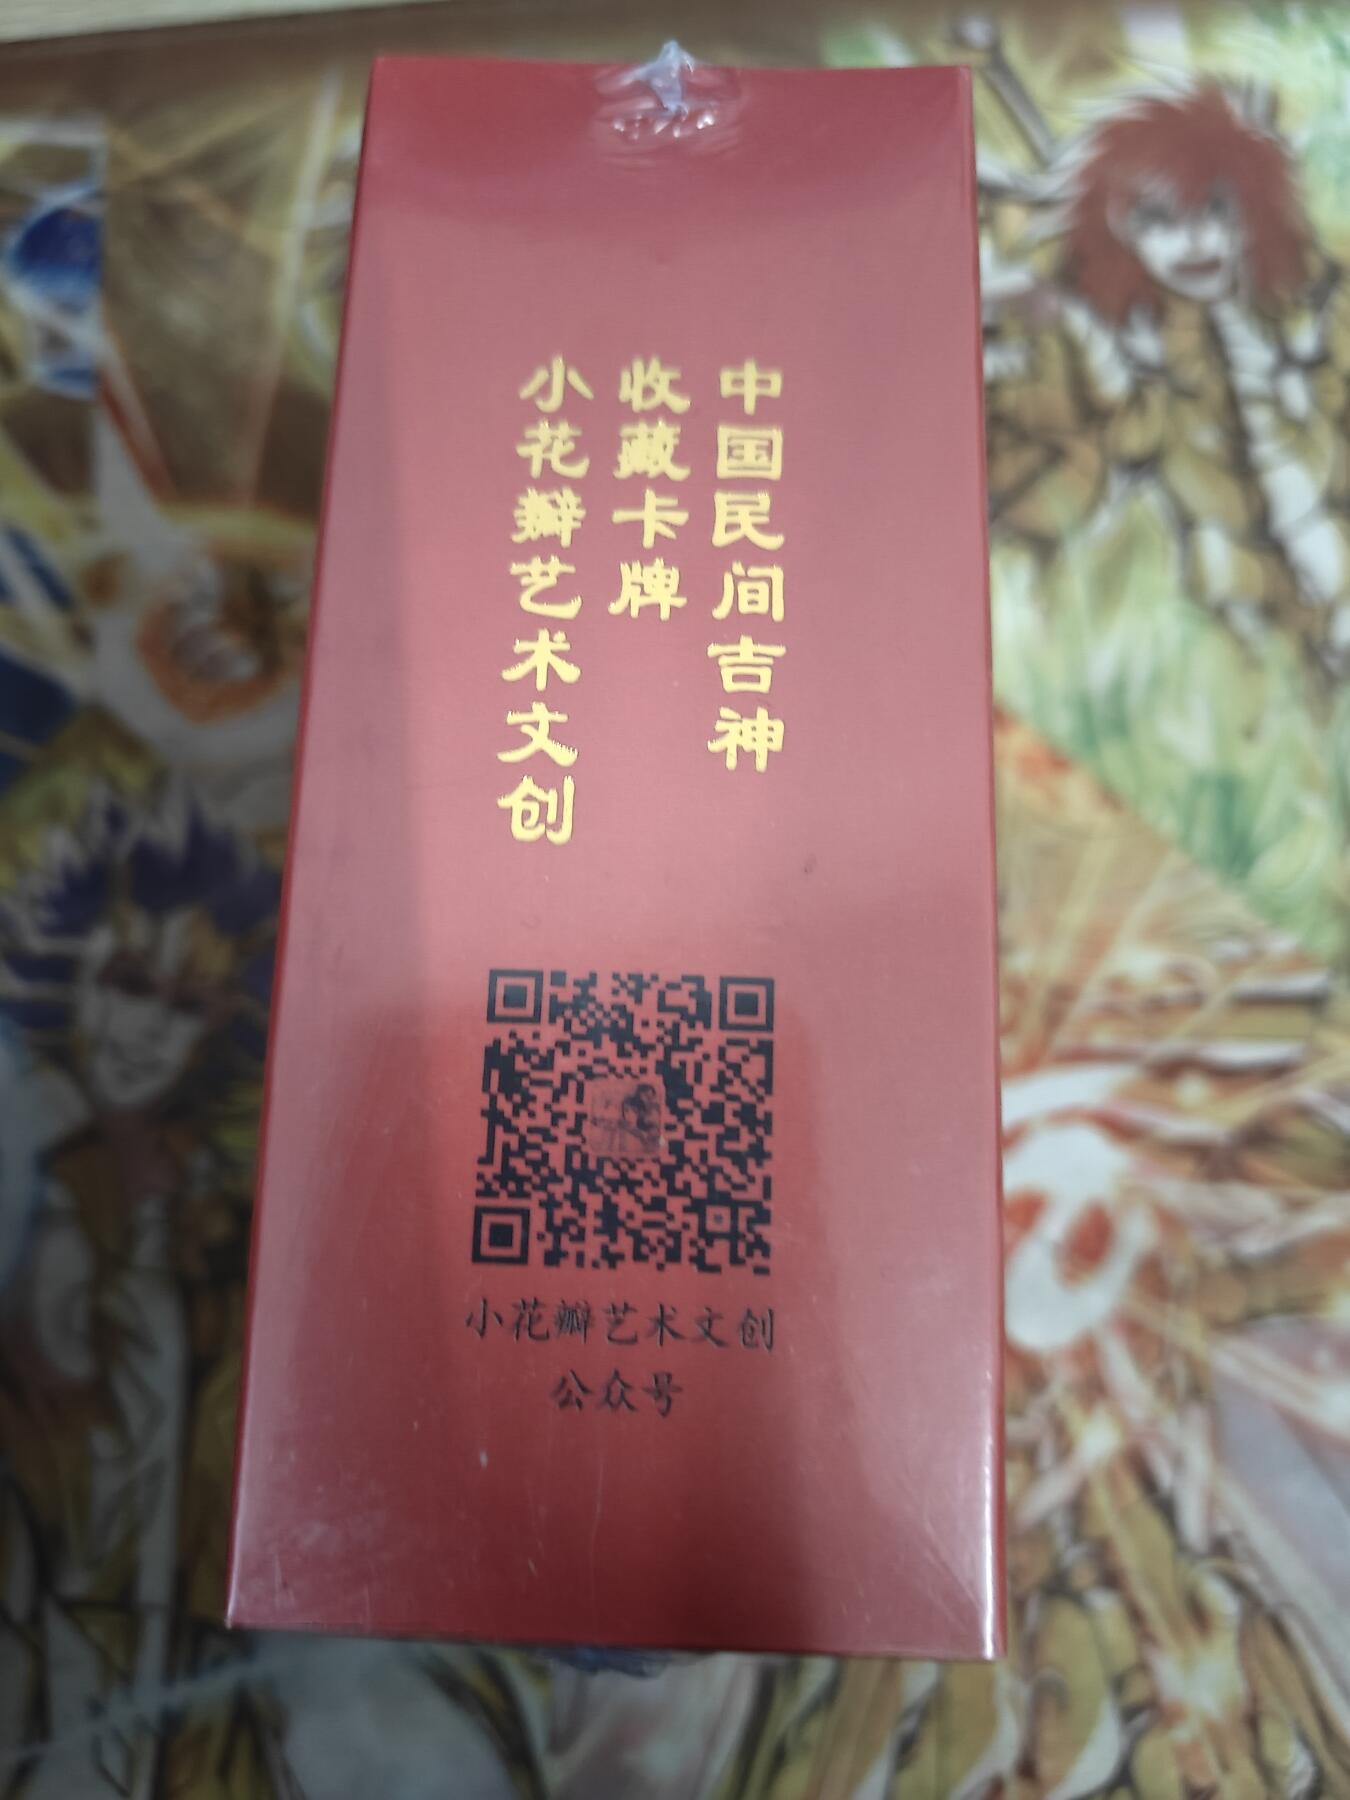 中国民间吉神
收藏卡牌
小花瓣艺术文创
小花瓣艺术文创
公众号